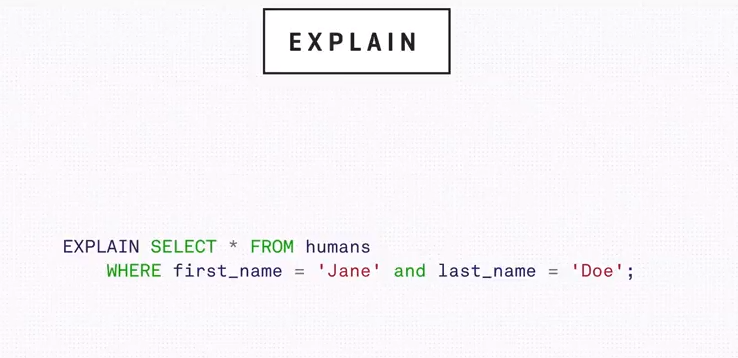 EXPLAIN
EXPLAIN SELECT * FROM humans
WHERE first_name = 'Jane' and last_name = 'Doe';